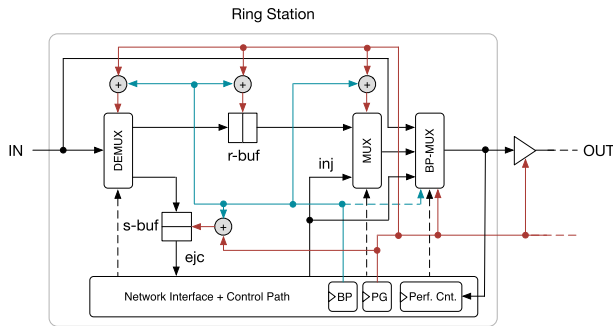 Ring Station
+ + +
IN
DEMUX
r-buf
MUX
BP-MUX
OUT
inj
s-buf
+
ejc
Network Interface + Control Path
BP
PG
Perf. Cnt.